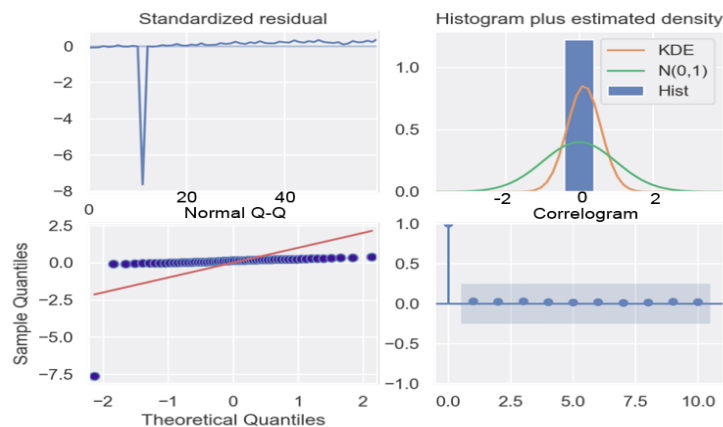 Standardized residual
0
−2
−4
−6
−8
0 20 40
Histogram plus estimated density
KDE
N(0,1)
Hist
1.0
0.5
0.0
−2 0 2
Normal Q-Q
Sample Quantiles
2.5
0.0
−2.5
−5.0
−7.5
−2 −1 0 1 2
Theoretical Quantiles
Correlogram
1.0
0.5
0.0
−0.5
−1.0
0.0 2.5 5.0 7.5 10.0